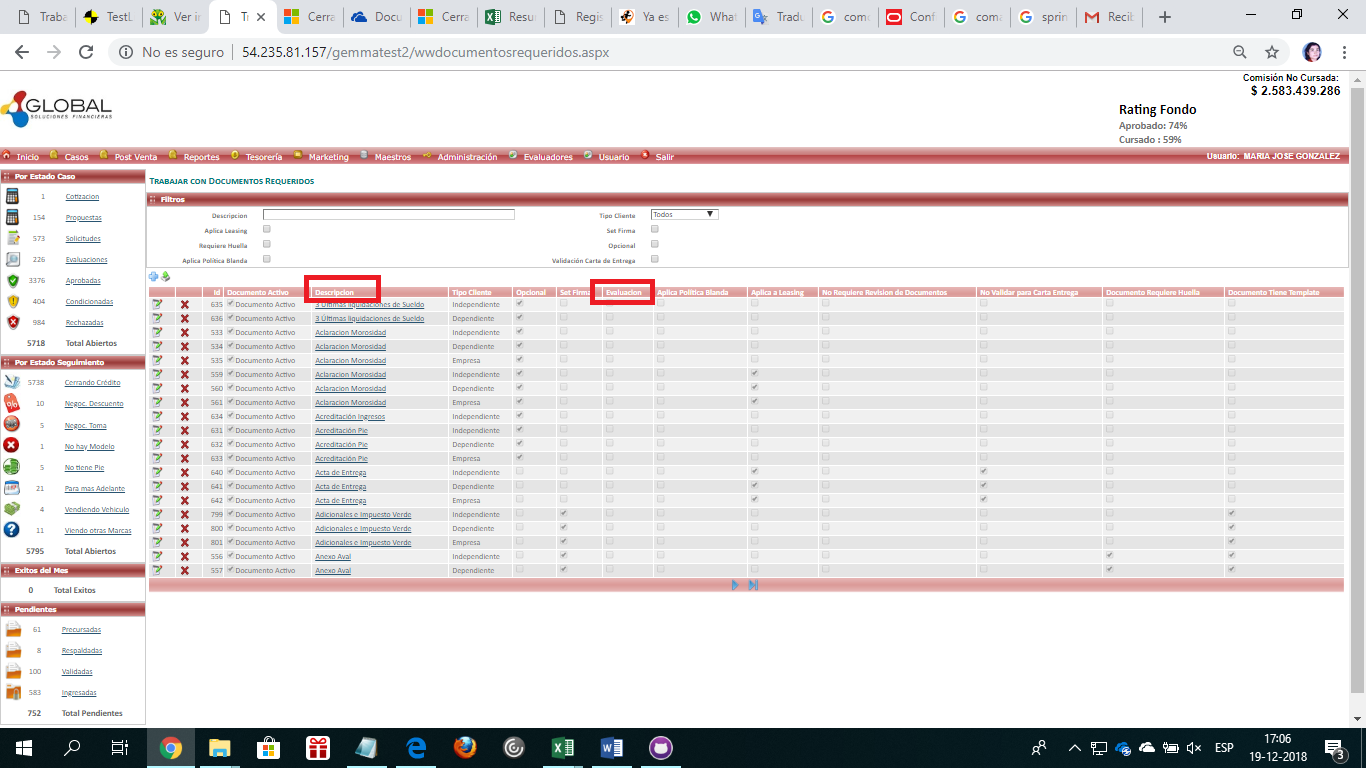 Traba
TestL
Ver in
Tr
Cerra
Docu
Cerra
Resu
Regis
Ya es
What
Tradu
como
Conf
coma
sprin
Recib
No es seguro
54.235.81.157/gemmatest2/wwdocumentosrequeridos.aspx
Comisión No Cursada:
$ 2.583.439.286
GLOBAL
SOLUCIONES FINANCIERAS
Rating Fondo
Aprobado: 74%
Cursado : 59%
Inicio Casos Post Venta Reportes Tesorería Marketing Maestros Administración Evaluadores Usuario Salir Usuario: MARIA JOSE GONZALEZ
Por Estado Caso
1 Cotizacion
154 Propuestas
573 Solicitudes
226 Evaluaciones
3376 Aprobadas
404 Condicionadas
984 Rechazadas
5718 Total Abiertos
Por Estado Seguimiento
5738 Cerrando Crédito
10 Negoc. Descuento
5 Negoc. Toma
1 No hay Modelo
5 No tiene Pie
21 Para mas Adelante
4 Vendiendo Vehiculo
11 Viendo otras Marcas
5795 Total Abiertos
Exitos del Mes
0 Total Exitos
Pendientes
61 Precursadas
8 Respaldadas
100 Validadas
583 Ingresadas
752 Total Pendientes
TRABAJAR CON DOCUMENTOS REQUERIDOS
Filtros
Descripcion Tipo Cliente Todos
Aplica Leasing Set Firma
Requiere Huella Opcional
Aplica Política Blanda Validación Carta de Entrega
Id Documento Activo Descripcion Tipo Cliente Opcional Set Firma Evaluacion Aplica Política Blanda Aplica a Leasing No Requiere Revision de Documentos No Validar para Carta Entrega Documento Requiere Huella Documento Tiene Template
635 Documento Activo 3 Últimas liquidaciones de Sueldo Independiente
636 Documento Activo 3 Últimas liquidaciones de Sueldo Dependiente
533 Documento Activo Aclaracion Morosidad Independiente
534 Documento Activo Aclaracion Morosidad Dependiente
535 Documento Activo Aclaracion Morosidad Empresa
559 Documento Activo Aclaracion Morosidad Independiente
560 Documento Activo Aclaracion Morosidad Dependiente
561 Documento Activo Aclaracion Morosidad Empresa
634 Documento Activo Acreditación Ingresos Independiente
631 Documento Activo Acreditación Pie Independiente
632 Documento Activo Acreditación Pie Dependiente
633 Documento Activo Acreditación Pie Empresa
640 Documento Activo Acta de Entrega Independiente
641 Documento Activo Acta de Entrega Dependiente
642 Documento Activo Acta de Entrega Empresa
799 Documento Activo Adicionales e Impuesto Verde Independiente
800 Documento Activo Adicionales e Impuesto Verde Dependiente
801 Documento Activo Adicionales e Impuesto Verde Empresa
556 Documento Activo Anexo Aval Independiente
557 Documento Activo Anexo Aval Dependiente
ESP
17:06
19-12-2018
3